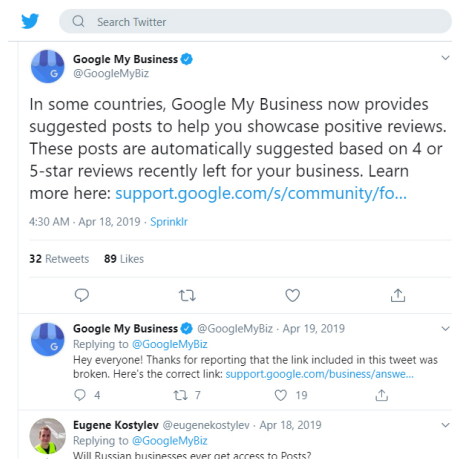 Search Twitter
Google My Business
@GoogleMyBiz
In some countries, Google My Business now provides
suggested posts to help you showcase positive reviews.
These posts are automatically suggested based on 4 or
5-star reviews recently left for your business. Learn
more here: support.google.com/s/community/fo...
4:30 AM · Apr 18, 2019 · Sprinklr
32 Retweets 89 Likes
Google My Business @GoogleMyBiz · Apr 19, 2019
Replying to @GoogleMyBiz
Hey everyone! Thanks for reporting that the link included in this tweet was
broken. Here's the correct link: support.google.com/business/answe...
4 7 19
Eugene Kostylev @eugenekostylev · Apr 18, 2019
Replying to @GoogleMyBiz
Will Russian businesses ever get access to Posts?